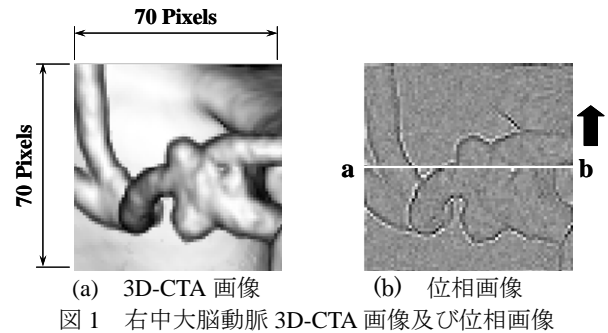 70 Pixels
70 Pixels
a
b
(a) 3D-CTA 画像
(b) 位相画像
図 1 右中大脳動脈 3D-CTA 画像及び位相画像